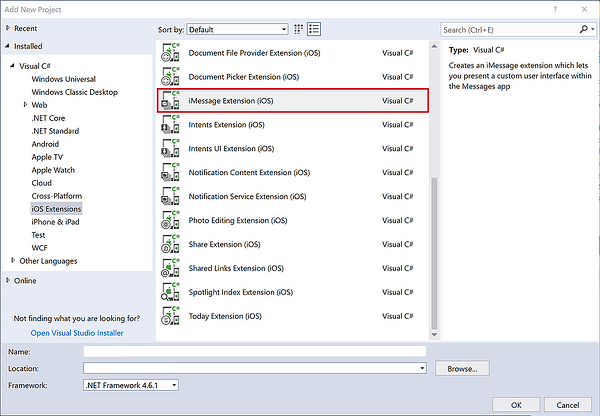 Add New Project
?
Recent
Sort by: Default
Search (Ctrl+E)
Installed
Visual C#
Windows Universal
Windows Classic Desktop
Web
.NET Core
.NET Standard
Android
Apple TV
Apple Watch
Cloud
Cross-Platform
iOS Extensions
iPhone & iPad
Test
WCF
Other Languages
Online
Not finding what you are looking for?
Open Visual Studio Installer
Document File Provider Extension (iOS) Visual C#
Document Picker Extension (iOS) Visual C#
iMessage Extension (iOS) Visual C#
Intents Extension (iOS) Visual C#
Intents UI Extension (iOS) Visual C#
Notification Content Extension (iOS) Visual C#
Notification Service Extension (iOS) Visual C#
Photo Editing Extension (iOS) Visual C#
Share Extension (iOS) Visual C#
Shared Links Extension (iOS) Visual C#
Spotlight Index Extension (iOS) Visual C#
Today Extension (iOS) Visual C#
Type: Visual C#
Creates an iMessage extension which lets
you present a custom user interface within
the Messages app
Name:
Location:
Browse...
Framework: .NET Framework 4.6.1
OK
Cancel